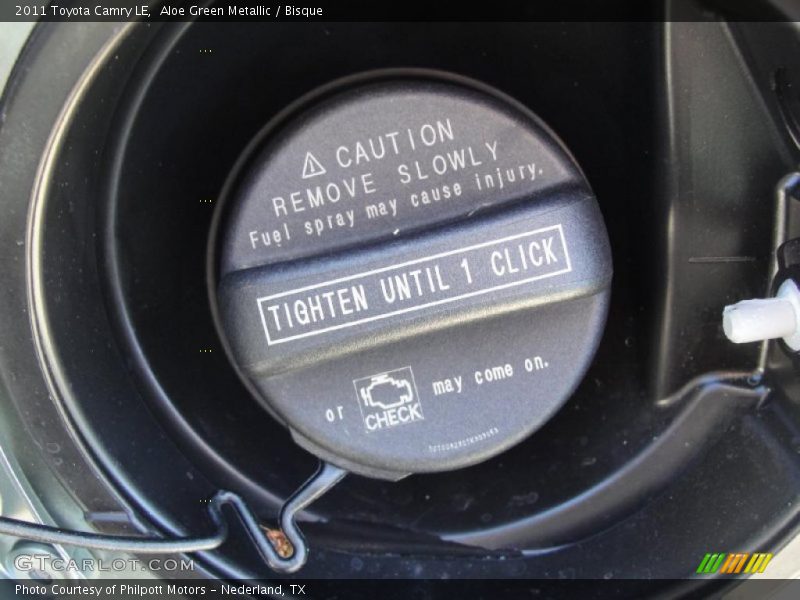 2011 Toyota Camry LE, Aloe Green Metallic / Bisque
⚠ CAUTION
REMOVE SLOWLY
Fuel spray may cause injury.
TIGHTEN UNTIL 1 CLICK
or CHECK may come on.
GTCarLot.com
Photo Courtesy of Philpott Motors - Nederland, TX